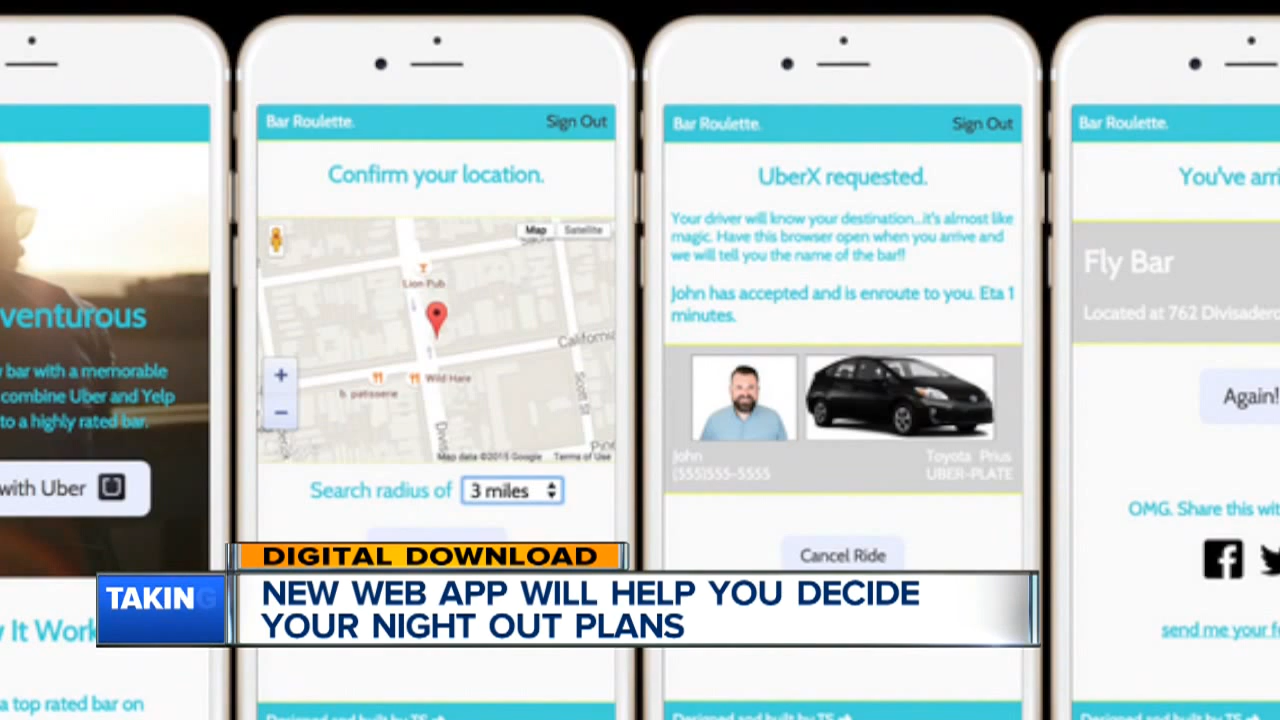 venturous
bar with a memorable
combine Uber and Yelp
to a highly rated bar.
with Uber
It Work
a top rated bar on
Bar Roulette.
Sign Out
Confirm your location.
Map
Satellite
Lion Pub
California
Wild Hare
b. patisserie
Scott St
Map data ©2015 Google
Terms of Use
+
−
Search radius of
3 miles
Bar Roulette.
Sign Out
UberX requested.
Your driver will know your destination...it's almost like
magic. Have this browser open when you arrive and
we will tell you the name of the bar!!
John has accepted and is enroute to you. Eta 1
minutes.
John
(555)555-5555
Toyota Prius
UBER-PLATE
Cancel Ride
Bar Roulette.
You've arri
Fly Bar
Located at 762 Divisadero
Again!
OMG. Share this wit
send me your fe
DIGITAL DOWNLOAD
TAKING
NEW WEB APP WILL HELP YOU DECIDE
YOUR NIGHT OUT PLANS